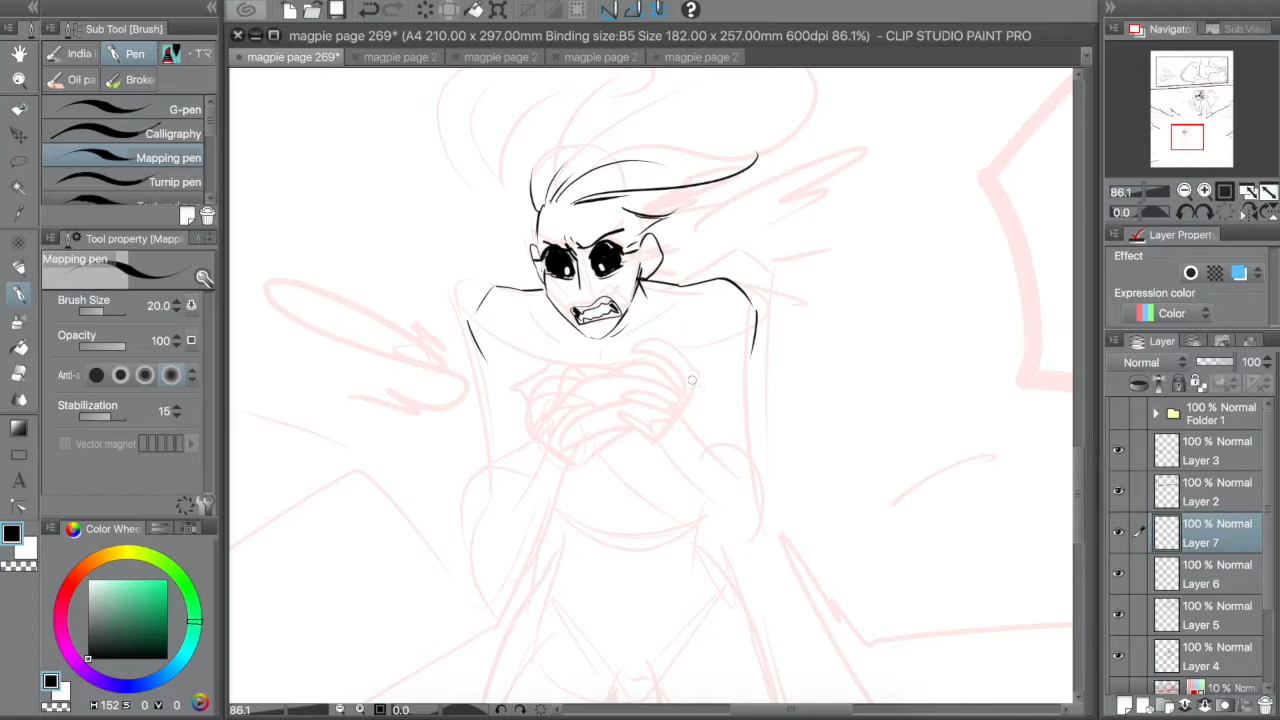 Sub Tool [Brush]
magpie page 269* (A4 210.00 x 297.00mm Binding size:B5 Size 182.00 x 257.00mm 600dpi 86.1%) - CLIP STUDIO PAINT PRO
Navigato
Sub View
India
Pen
magpie page 269*
magpie page 2
magpie page 2
magpie page 2
magpie page 2
Oil pa
Broke
G-pen
Calligraphy
Mapping pen
Turnip pen
Tool property [Mappi
Mapping pen
Brush Size
20.0
Opacity
100
Anti-a
Stabilization
15
Vector magnet
Color Whee
H 152 S 0 V 0
86.1
0.0
86.1
0.0
Layer Property
Effect
Expression color
Color
Layer
Normal
100
100 % Normal
Folder 1
100 % Normal
Layer 3
100 % Normal
Layer 2
100 % Normal
Layer 7
100 % Normal
Layer 6
100 % Normal
Layer 5
100 % Normal
Layer 4
10 % Norma